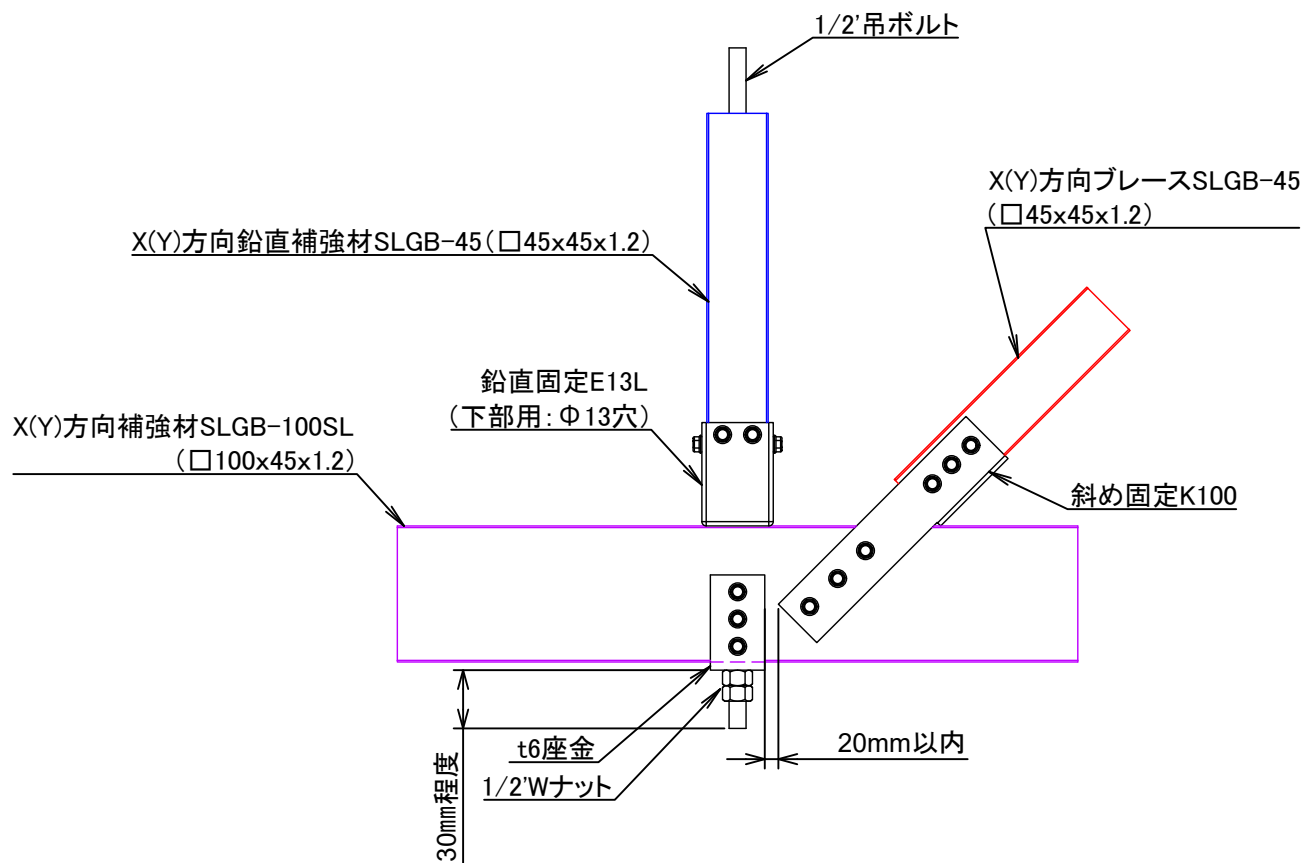 1/2'吊ボルト
X(Y)方向ブレースSLGB-45
(□45x45x1.2)
X(Y)方向鉛直補強材SLGB-45(□45x45x1.2)
鉛直固定E13L
(下部用:Φ13穴)
X(Y)方向補強材SLGB-100SL
(□100x45x1.2)
斜め固定K100
t6座金
1/2'Wナット
20mm以内
30㎜程度